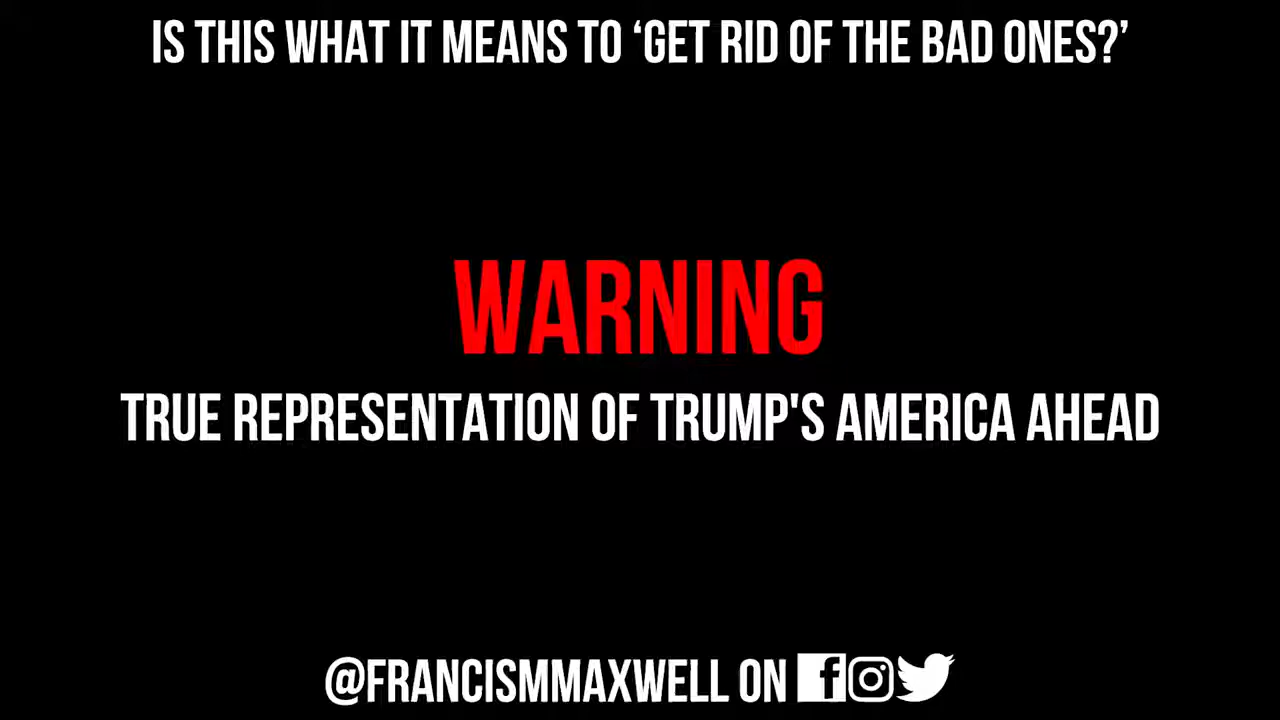 IS THIS WHAT IT MEANS TO ‘GET RID OF THE BAD ONES?’
WARNING
TRUE REPRESENTATION OF TRUMP'S AMERICA AHEAD
@FRANCISMMAXWELL ON